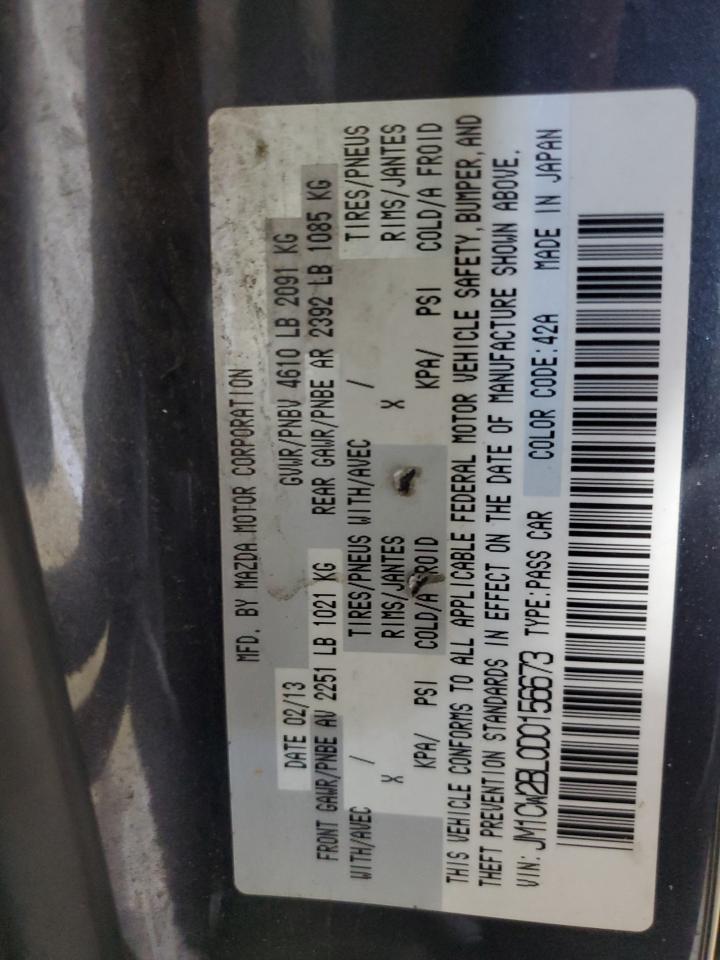 MFD. BY MAZDA MOTOR CORPORATION
DATE 02/13 GVWR/PNBV 4610 LB 2091 KG
FRONT GAWR/PNBE AV 2251 LB 1021 KG REAR GAWR/PNBE AR 2392 LB 1085 KG
WITH/AVEC / TIRES/PNEUS WITH/AVEC / TIRES/PNEUS
X RIMS/JANTES X RIMS/JANTES
KPA/ PSI COLD/A FROID KPA/ PSI COLD/A FROID
THIS VEHICLE CONFORMS TO ALL APPLICABLE FEDERAL MOTOR VEHICLE SAFETY, BUMPER, AND
THEFT PREVENTION STANDARDS IN EFFECT ON THE DATE OF MANUFACTURE SHOWN ABOVE.
VIN: JM1CW2BL0D0156673 TYPE:PASS CAR COLOR CODE:42A MADE IN JAPAN